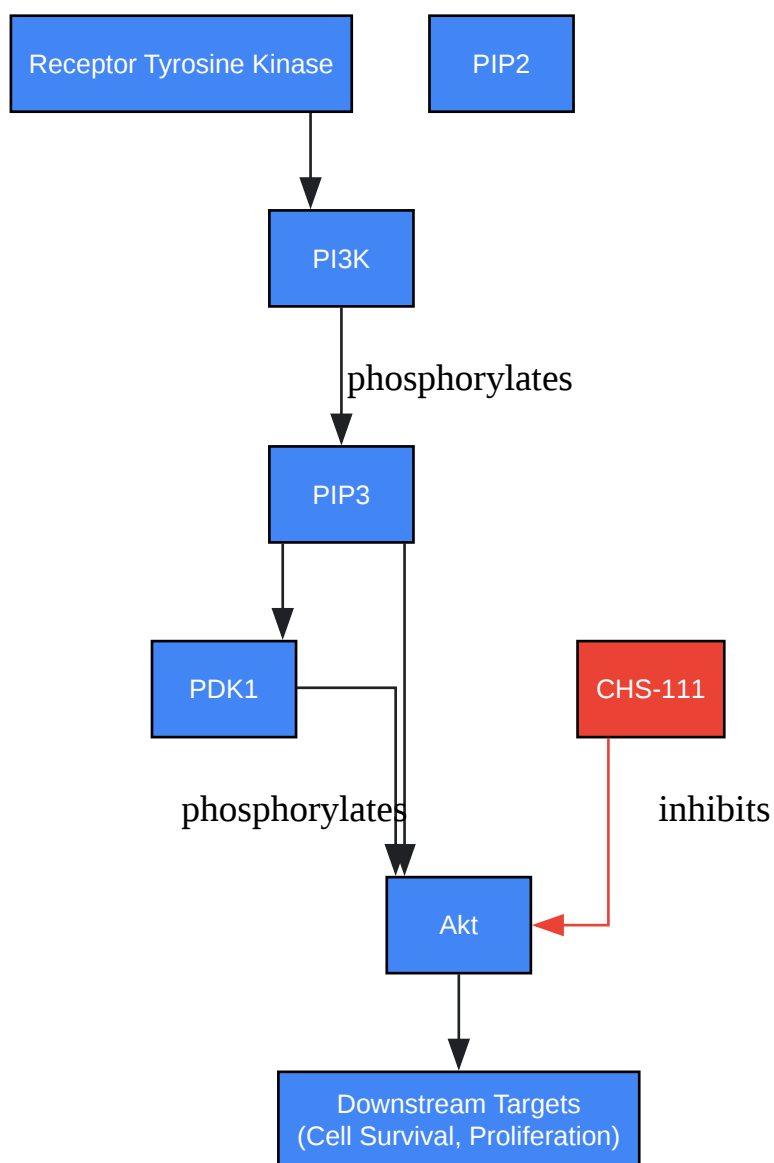 Receptor Tyrosine Kinase
PIP2
PI3K
phosphorylates
PIP3
PDK1
CHS-111
phosphorylates
inhibits
Akt
Downstream Targets
(Cell Survival, Proliferation)